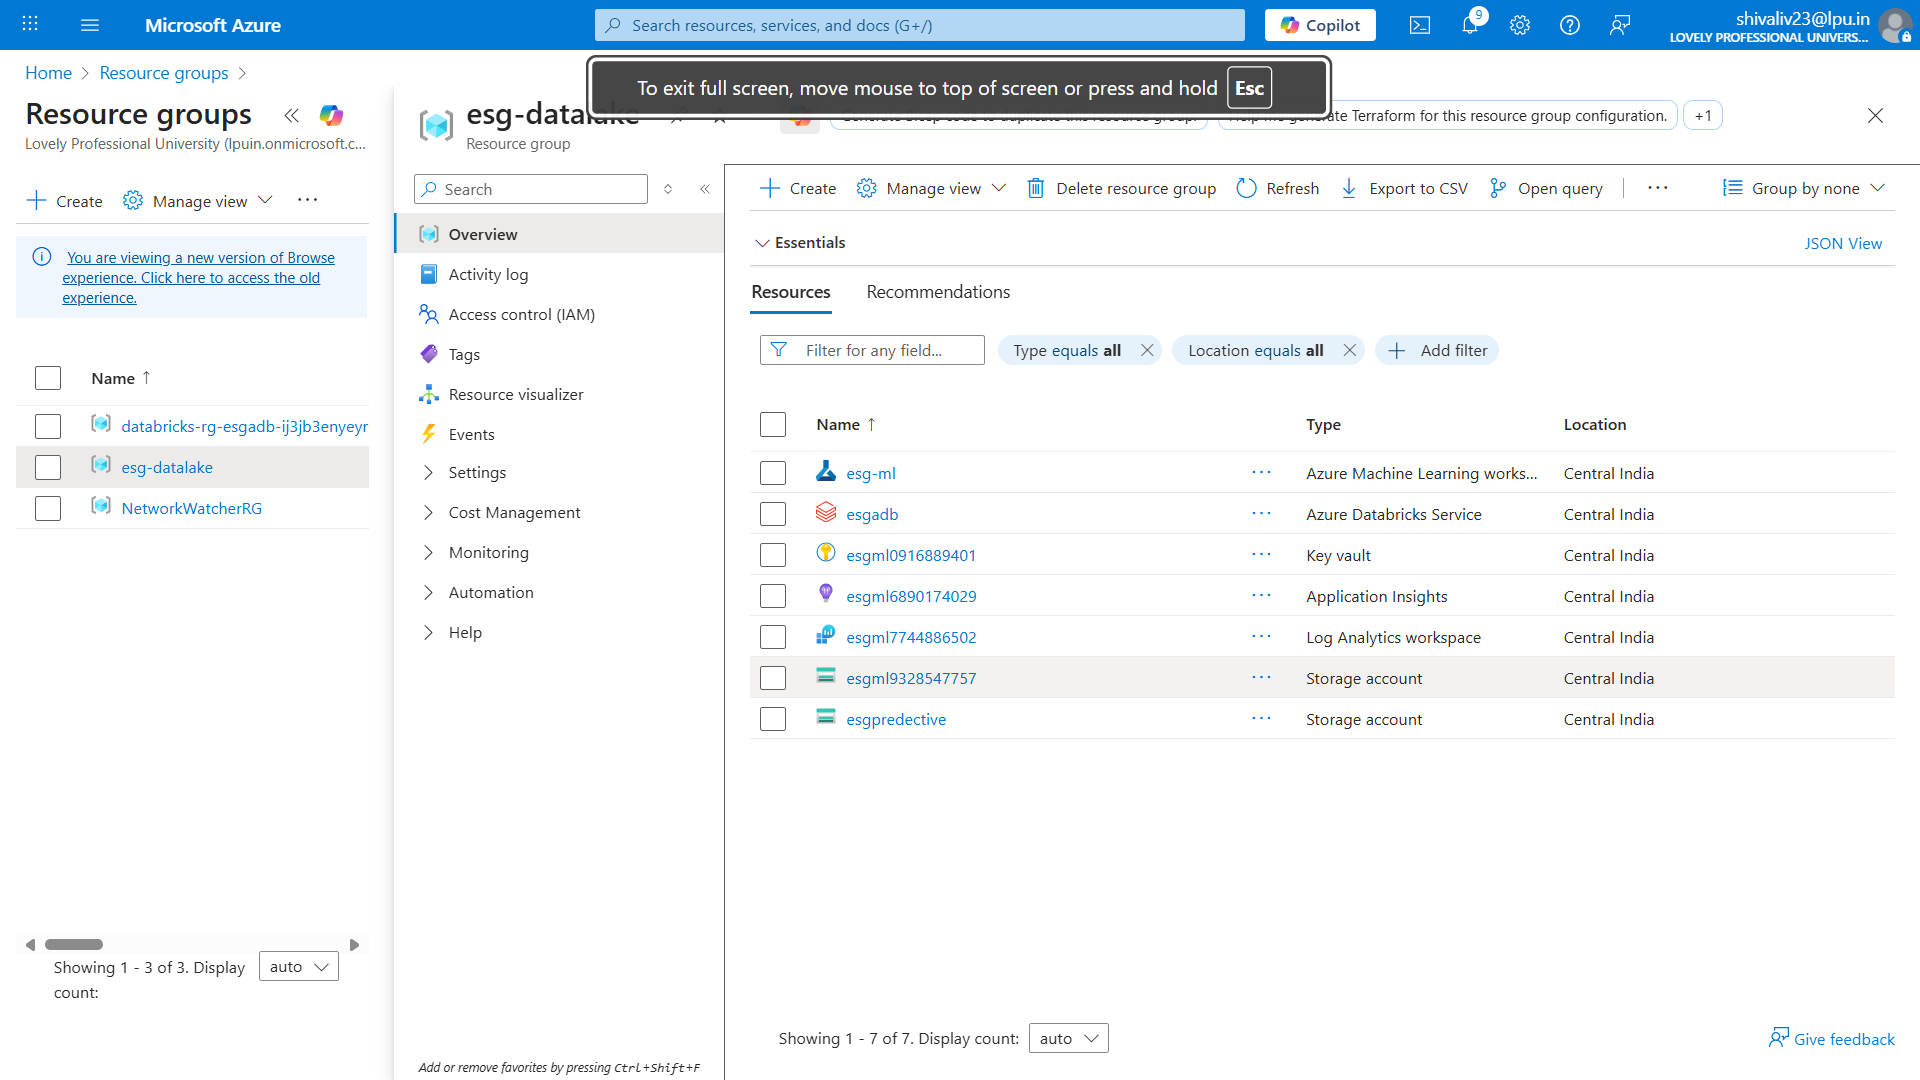 Microsoft Azure
Search resources, services, and docs (G+/)
Copilot
9
shivaliv23@lpu.in
LOVELY PROFESSIONAL UNIVERS...
Home
Resource groups
To exit full screen, move mouse to top of screen or press and hold Esc
Resource groups
Lovely Professional University (lpuin.onmicrosoft.c...
esg-datalake
Resource group
generate Terraform for this resource group configuration.
+1
Create
Manage view
You are viewing a new version of Browse
experience. Click here to access the old
experience.
Name
databricks-rg-esgadb-ij3jb3enyeyr
esg-datalake
NetworkWatcherRG
Showing 1 - 3 of 3. Display
count:
auto
Search
Overview
Activity log
Access control (IAM)
Tags
Resource visualizer
Events
Settings
Cost Management
Monitoring
Automation
Help
Add or remove favorites by pressing Ctrl+Shift+F
Create
Manage view
Delete resource group
Refresh
Export to CSV
Open query
Group by none
Essentials
JSON View
Resources
Recommendations
Filter for any field...
Type equals all
Location equals all
Add filter
Name Type Location
esg-ml Azure Machine Learning works... Central India
esgadb Azure Databricks Service Central India
esgml0916889401 Key vault Central India
esgml6890174029 Application Insights Central India
esgml7744886502 Log Analytics workspace Central India
esgml9328547757 Storage account Central India
esgpredective Storage account Central India
Showing 1 - 7 of 7. Display count:
auto
Give feedback